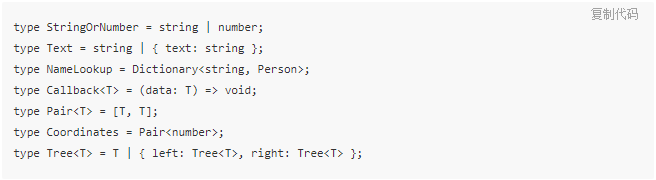 复制代码
type StringOrNumber = string | number;
type Text = string | { text: string };
type NameLookup = Dictionary<string, Person>;
type Callback<T> = (data: T) => void;
type Pair<T> = [T, T];
type Coordinates = Pair<number>;
type Tree<T> = T | { left: Tree<T>, right: Tree<T> };